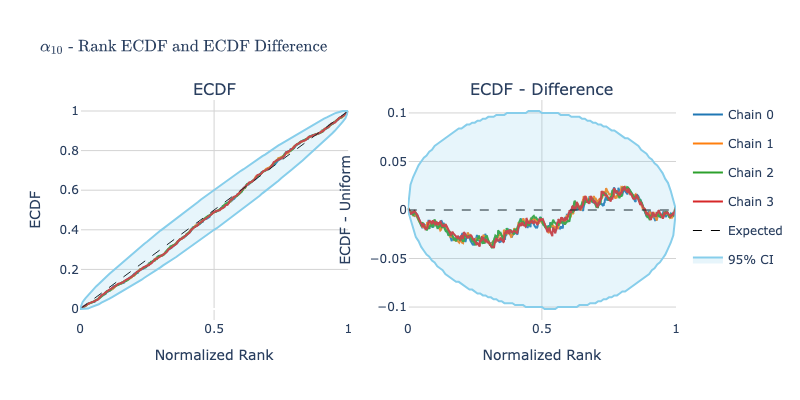 α10 - Rank ECDF and ECDF Difference
ECDF
ECDF - Difference
1
0.8
0.6
0.4
0.2
0
ECDF
0
0.5
1
Normalized Rank
0.1
0.05
0
−0.05
−0.1
ECDF - Uniform
0
0.5
1
Normalized Rank
Chain 0
Chain 1
Chain 2
Chain 3
Expected
95% CI